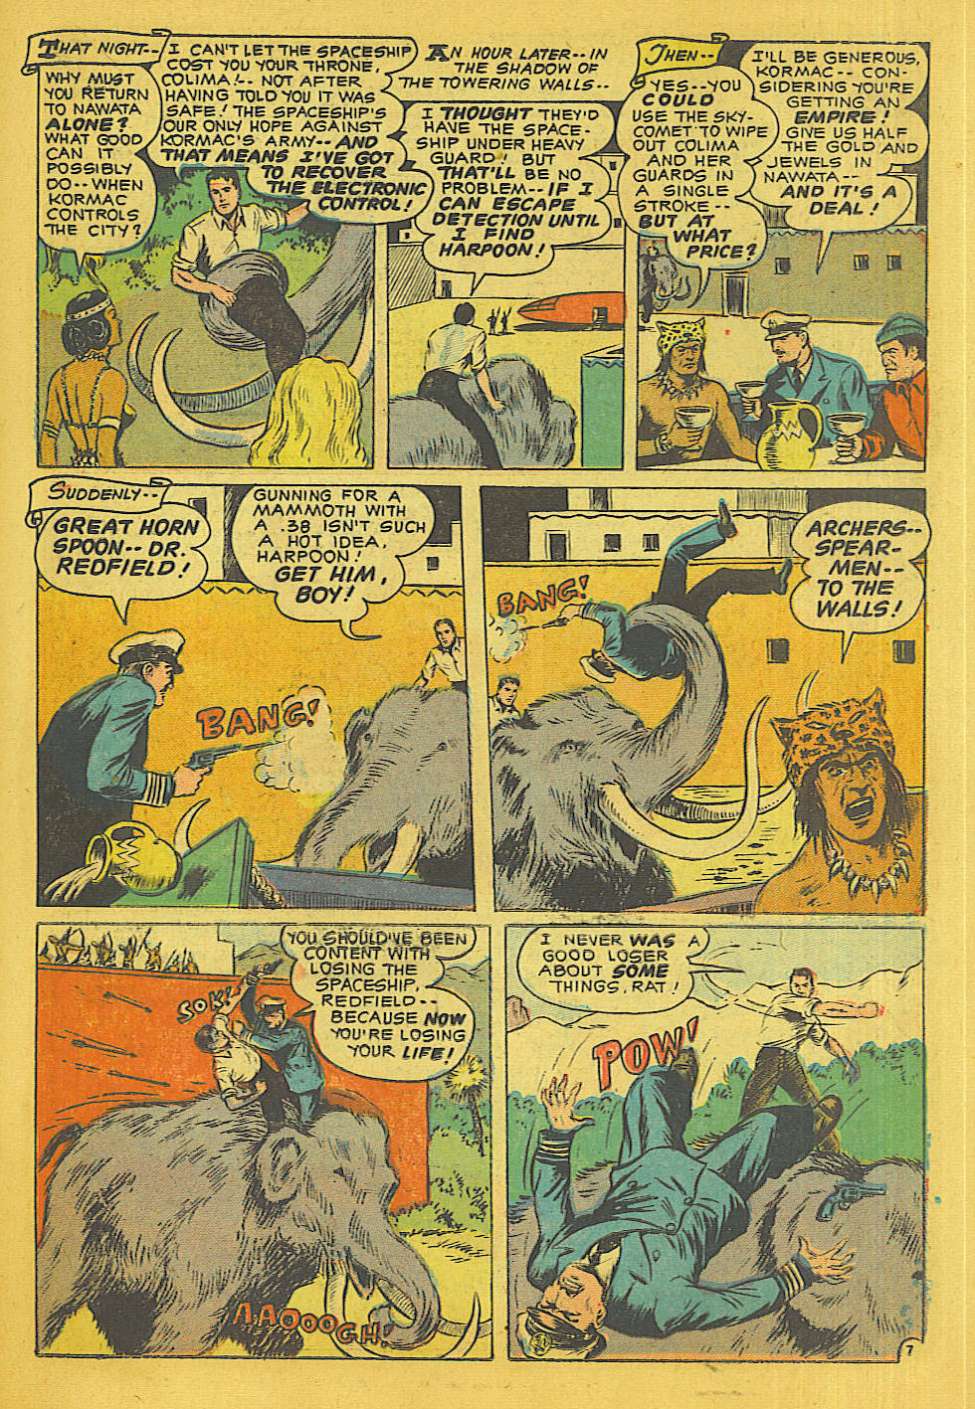 THAT NIGHT--
WHY MUST
YOU RETURN
TO NAWATA
ALONE?
WHAT GOOD
CAN IT
POSSIBLY
DO--WHEN
KORMAC
CONTROLS
THE CITY?
I CAN'T LET THE SPACESHIP
COST YOU YOUR THRONE,
COLIMA!--NOT AFTER
HAVING TOLD YOU IT WAS
SAFE! THE SPACESHIP'S
OUR ONLY HOPE AGAINST
KORMAC'S ARMY--AND
THAT MEANS I'VE GOT
TO RECOVER
THE ELECTRONIC
CONTROL!
AN HOUR LATER--IN
THE SHADOW OF
THE TOWERING WALLS--
I THOUGHT THEY'D
HAVE THE SPACE-
SHIP UNDER HEAVY
GUARD! BUT
THAT'LL BE NO
PROBLEM--IF I
CAN ESCAPE
DETECTION UNTIL
I FIND
HARPOON!
THEN--
YES--YOU
COULD
USE THE SKY-
COMET TO WIPE
OUT COLIMA
AND HER
GUARDS IN
A SINGLE
STROKE--
BUT AT
WHAT
PRICE?
I'LL BE GENEROUS,
KORMAC--CON-
SIDERING YOU'RE
GETTING AN
EMPIRE!
GIVE US HALF
THE GOLD AND
JEWELS IN
NAWATA--
AND IT'S A
DEAL!
SUDDENLY--
GREAT HORN
SPOON--DR.
REDFIELD!
GUNNING FOR A
MAMMOTH WITH
A .38 ISN'T SUCH
A HOT IDEA,
HARPOON!
GET HIM,
BOY!
BANG!
BANG!
ARCHERS--
SPEAR-
MEN--
TO THE
WALLS!
SOK!
YOU SHOULD'VE BEEN
CONTENT WITH
LOSING THE
SPACESHIP,
REDFIELD--
BECAUSE NOW
YOU'RE LOSING
YOUR LIFE!
AAOOOGH!
I NEVER WAS A
GOOD LOSER
ABOUT SOME
THINGS, RAT!
POW!
7